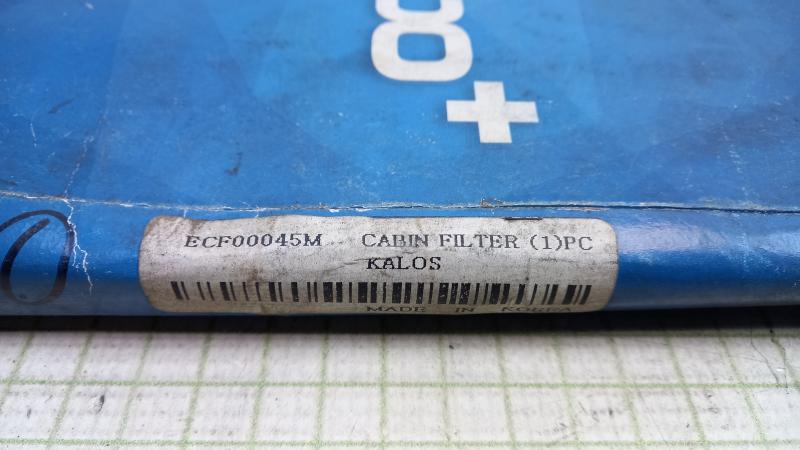 8+
ECF00045M CABIN FILTER (1)PC
KALOS
MADE IN KOREA